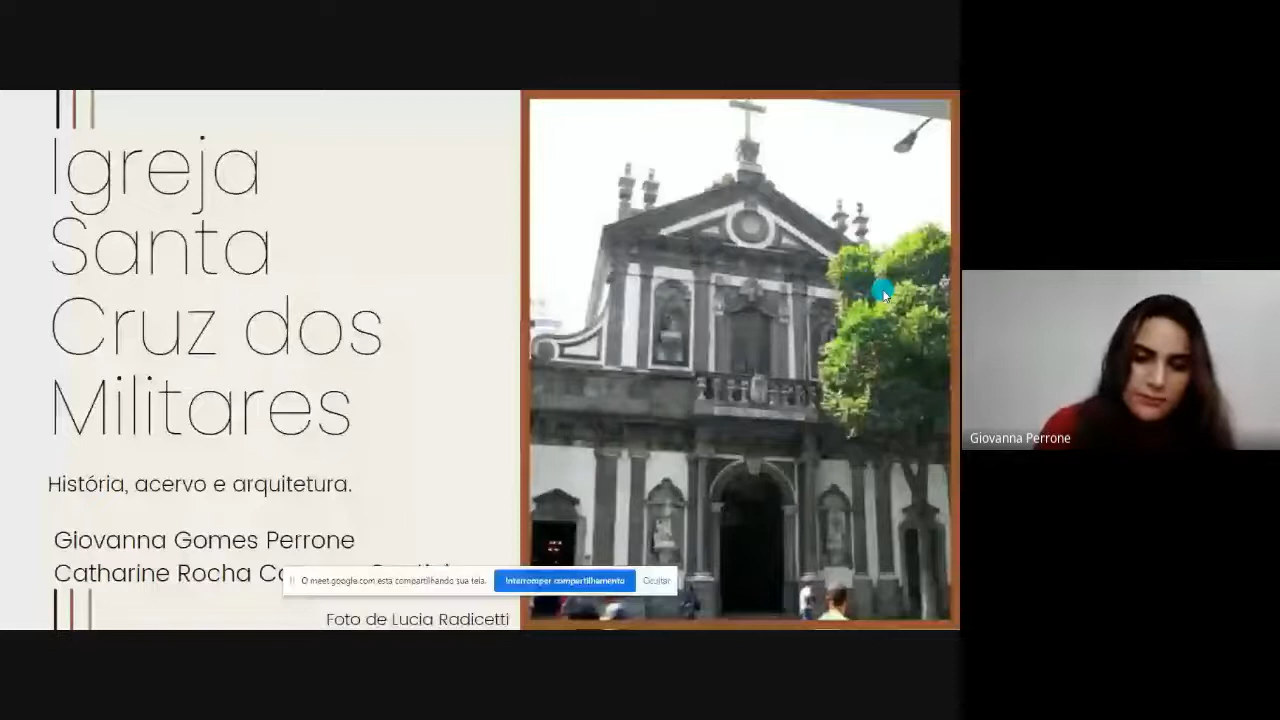 Igreja
Santa
Cruz dos
Militares
História, acervo e arquitetura.
Giovanna Gomes Perrone
Catharine Rocha
O meet.google.com está compartilhando sua tela.
Interromper compartilhamento
Ocultar
Foto de Lucia Radicetti
Giovanna Perrone